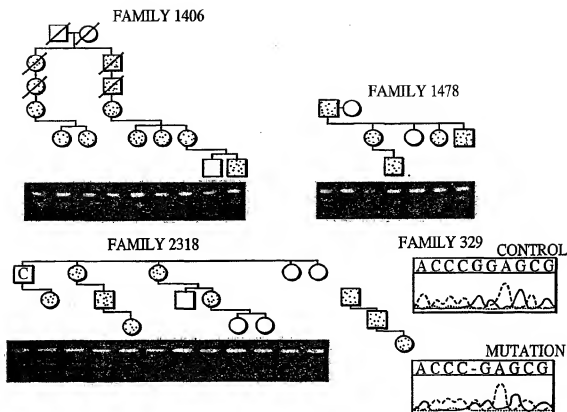 FAMILY 1406
FAMILY 1478
FAMILY 2318
C
FAMILY 329
CONTROL
ACCCGGAGCG
MUTATION
ACCC-GAGCG